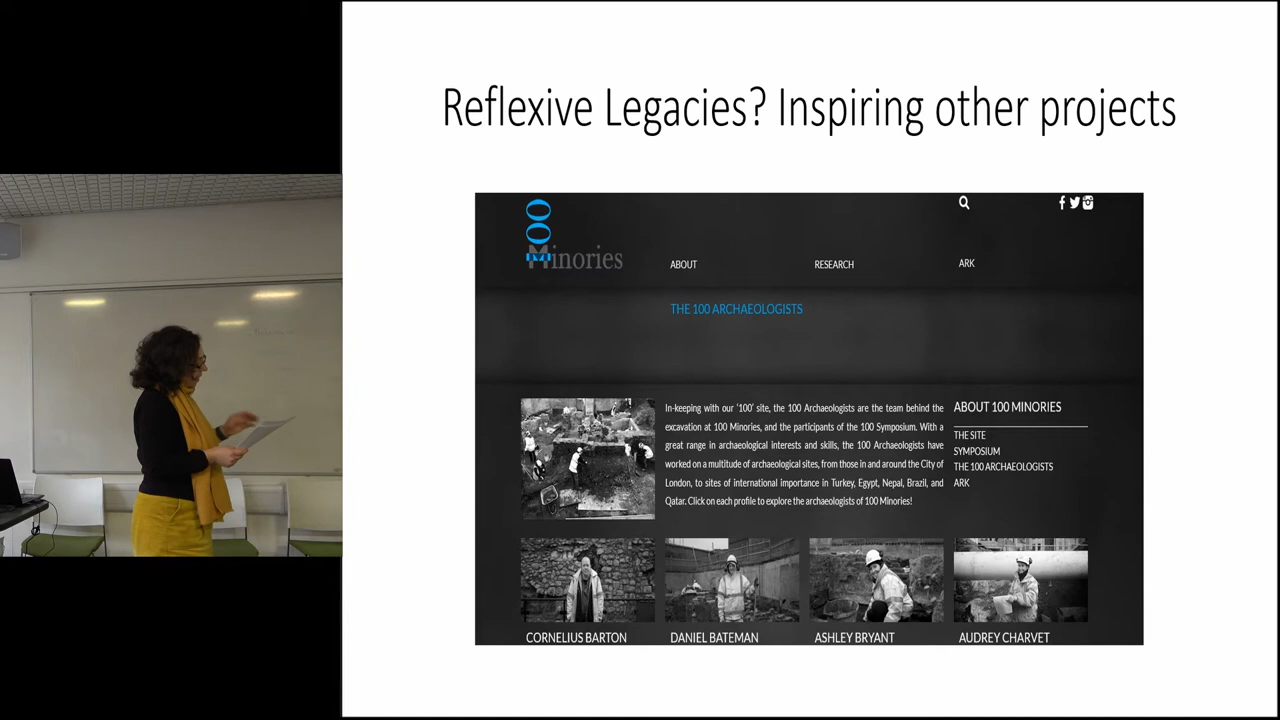 Reflexive Legacies? Inspiring other projects
100
Minories
ABOUT
RESEARCH
ARK
THE 100 ARCHAEOLOGISTS
In-keeping with our '100' site, the 100 Archaeologists are the team behind the
excavation at 100 Minories, and the participants of the 100 Symposium. With a
great range in archaeological interests and skills, the 100 Archaeologists have
worked on a multitude of archaeological sites, from those in and around the City of
London, to sites of international importance in Turkey, Egypt, Nepal, Brazil, and
Qatar. Click on each profile to explore the archaeologists of 100 Minories!
ABOUT 100 MINORIES
THE SITE
SYMPOSIUM
THE 100 ARCHAEOLOGISTS
ARK
CORNELIUS BARTON
DANIEL BATEMAN
ASHLEY BRYANT
AUDREY CHARVET